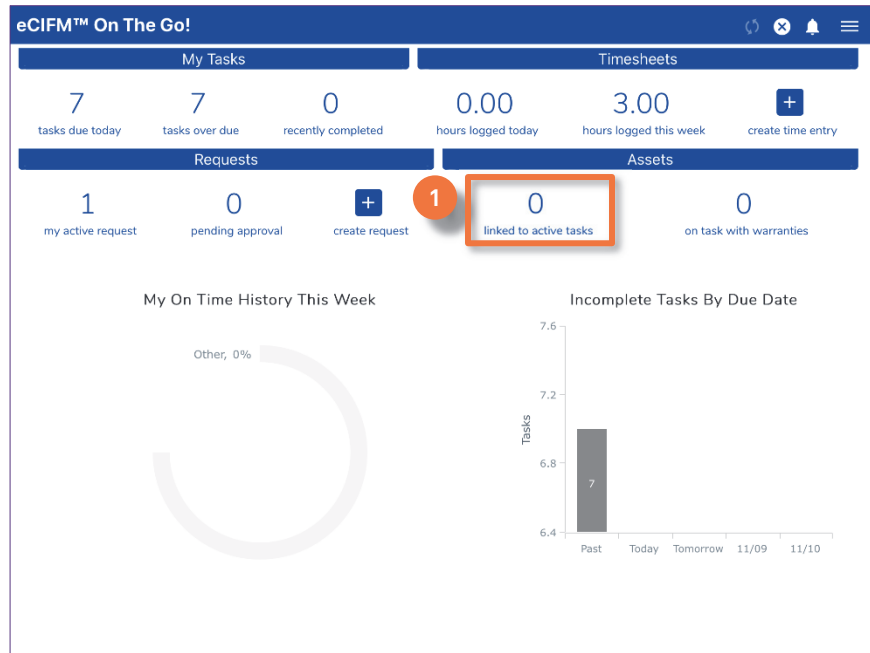 eCIFM™ On The Go!
My Tasks
Timesheets
7
7
0
0.00
3.00
+
tasks due today
tasks over due
recently completed
hours logged today
hours logged this week
create time entry
Requests
Assets
1
0
+
1
0
0
my active request
pending approval
create request
linked to active tasks
on task with warranties
My On Time History This Week
Other, 0%
Incomplete Tasks By Due Date
7.6
7.2
Tasks
6.8
7
6.4
Past
Today
Tomorrow
11/09
11/10